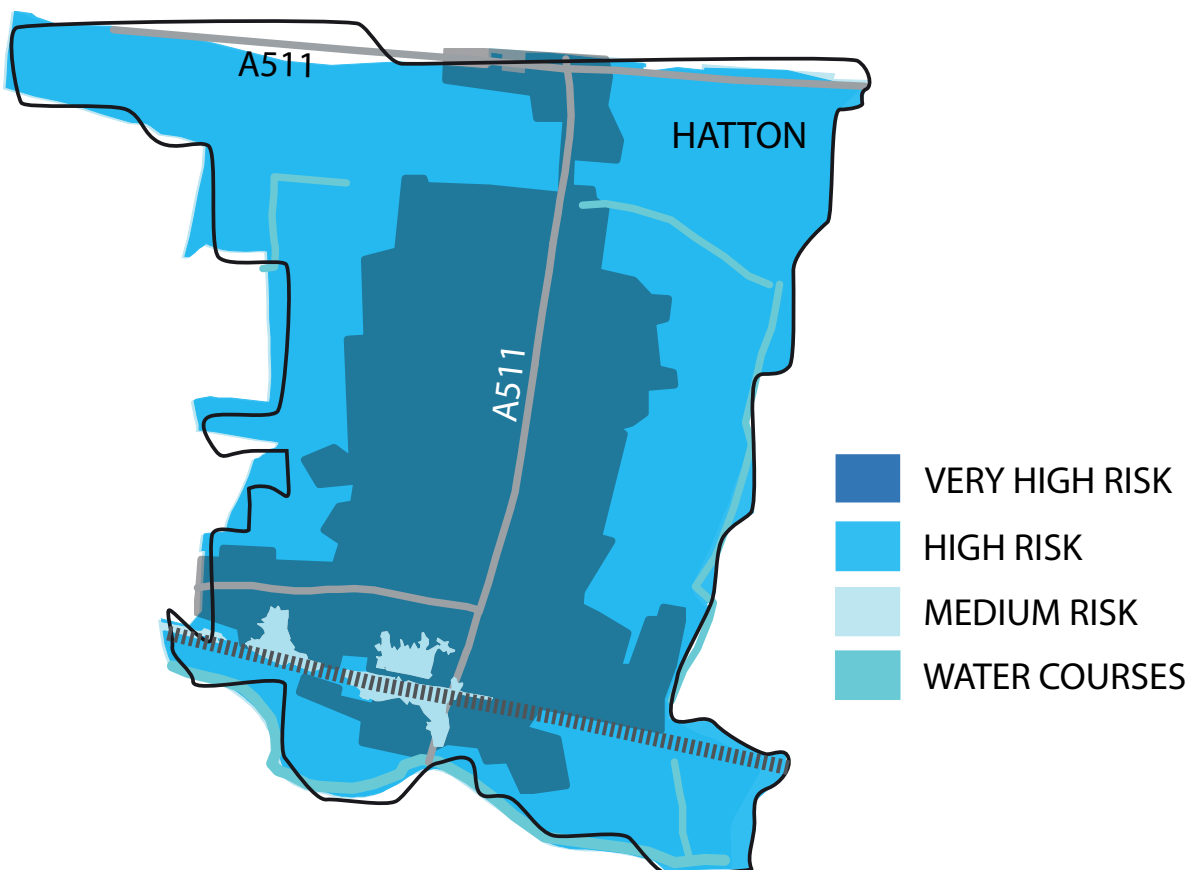 A511
HATTON
A511
VERY HIGH RISK
HIGH RISK
MEDIUM RISK
WATER COURSES